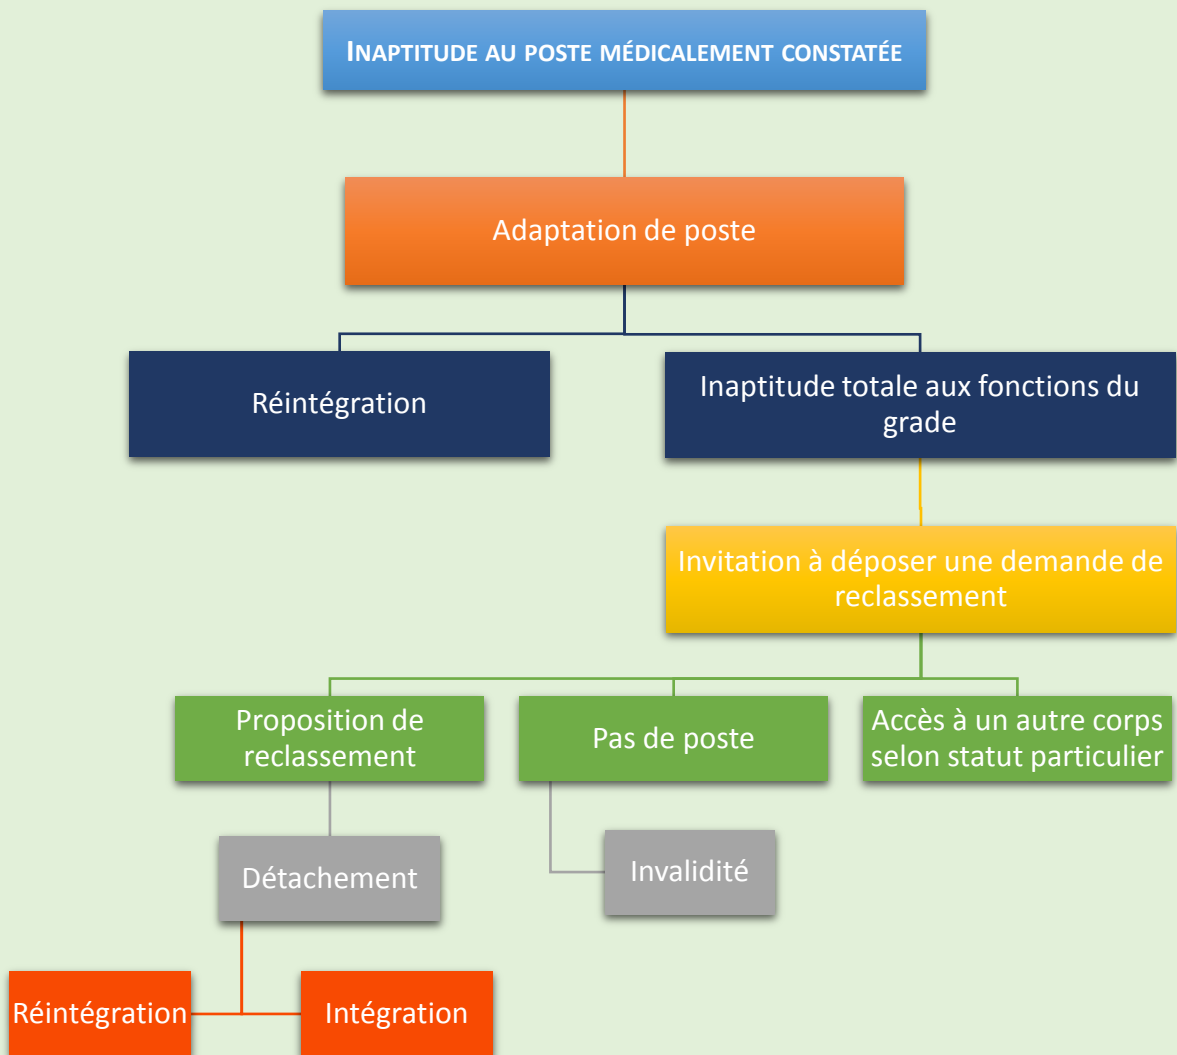 INAPTITUDE AU POSTE MÉDICALEMENT CONSTATÉE
Adaptation de poste
Réintégration
Inaptitude totale aux fonctions du
grade
Invitation à déposer une demande de
reclassement
Proposition de
reclassement
Pas de poste
Accès à un autre corps
selon statut particulier
Détachement
Invalidité
Réintégration
Intégration